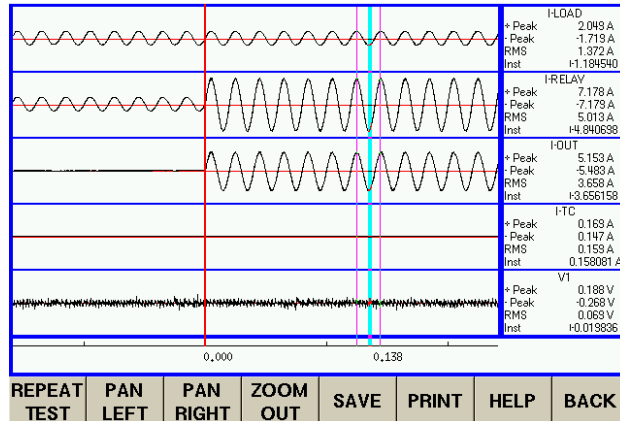 I-LOAD
+ Peak 2.049 A
- Peak -1.719 A
RMS 1.372 A
Inst I-1.184540
I-RELAY
+ Peak 7.178 A
- Peak -7.179 A
RMS 5.013 A
Inst I-4.840698
I-OUT
+ Peak 5.153 A
- Peak -5.483 A
RMS 3.658 A
Inst I-3.656158
I-TC
+ Peak 0.169 A
- Peak 0.147 A
RMS 0.159 A
Inst 0.158081 A
V1
+ Peak 0.188 V
- Peak -0.268 V
RMS 0.069 V
Inst I-0.019836
0.000 0.138
REPEAT TEST
PAN LEFT
PAN RIGHT
ZOOM OUT
SAVE
PRINT
HELP
BACK